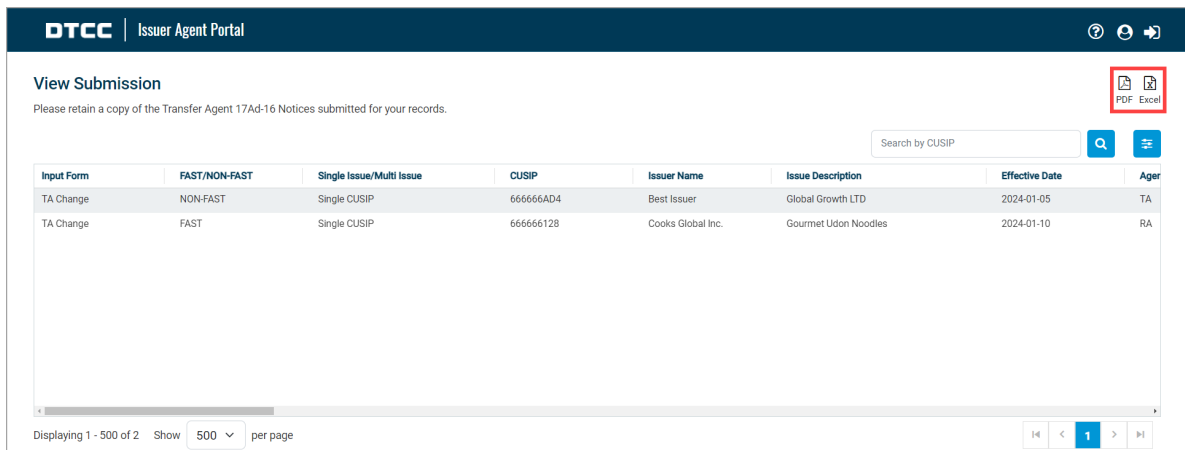 DTCC Issuer Agent Portal
View Submission
PDF Excel
Please retain a copy of the Transfer Agent 17Ad-16 Notices submitted for your records.
Search by CUSIP
Input Form FAST/NON-FAST Single Issue/Multi Issue CUSIP Issuer Name Issue Description Effective Date Agen
TA Change NON-FAST Single CUSIP 666666AD4 Best Issuer Global Growth LTD 2024-01-05 TA
TA Change FAST Single CUSIP 666666128 Cooks Global Inc. Gourmet Udon Noodles 2024-01-10 RA
Displaying 1 - 500 of 2 Show 500 per page 1